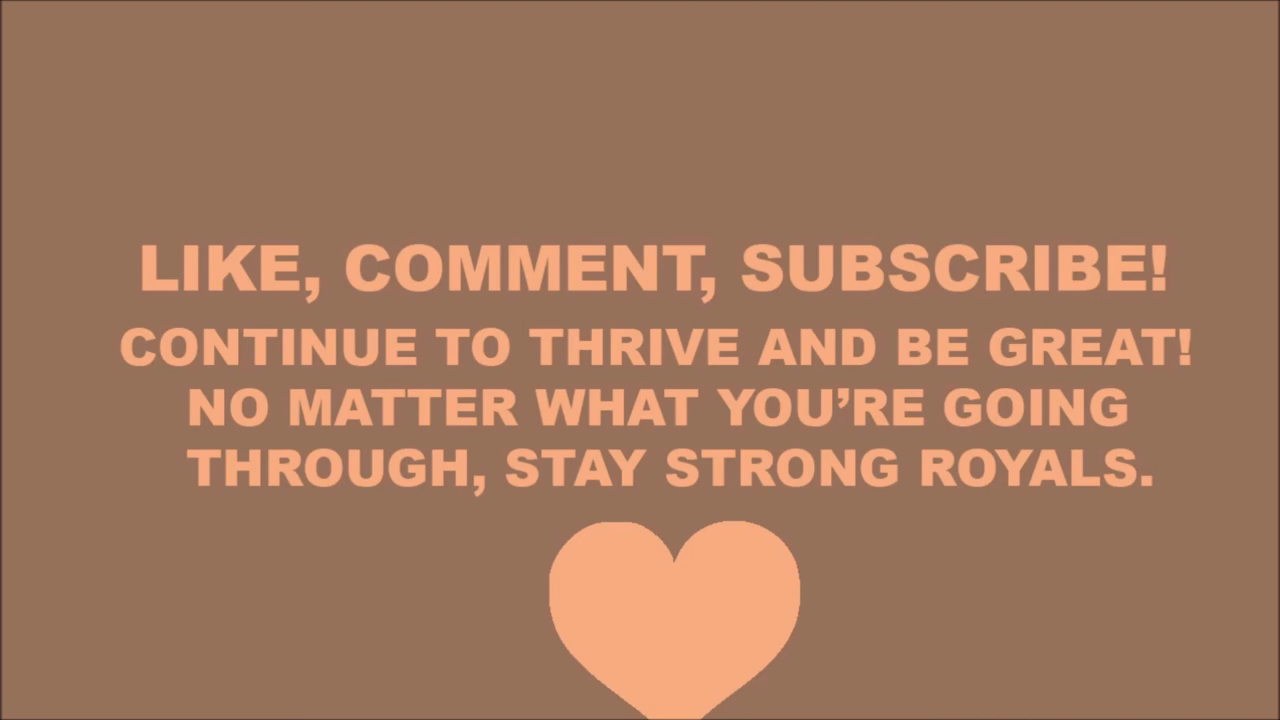 LIKE, COMMENT, SUBSCRIBE!
CONTINUE TO THRIVE AND BE GREAT!
NO MATTER WHAT YOU’RE GOING
THROUGH, STAY STRONG ROYALS.